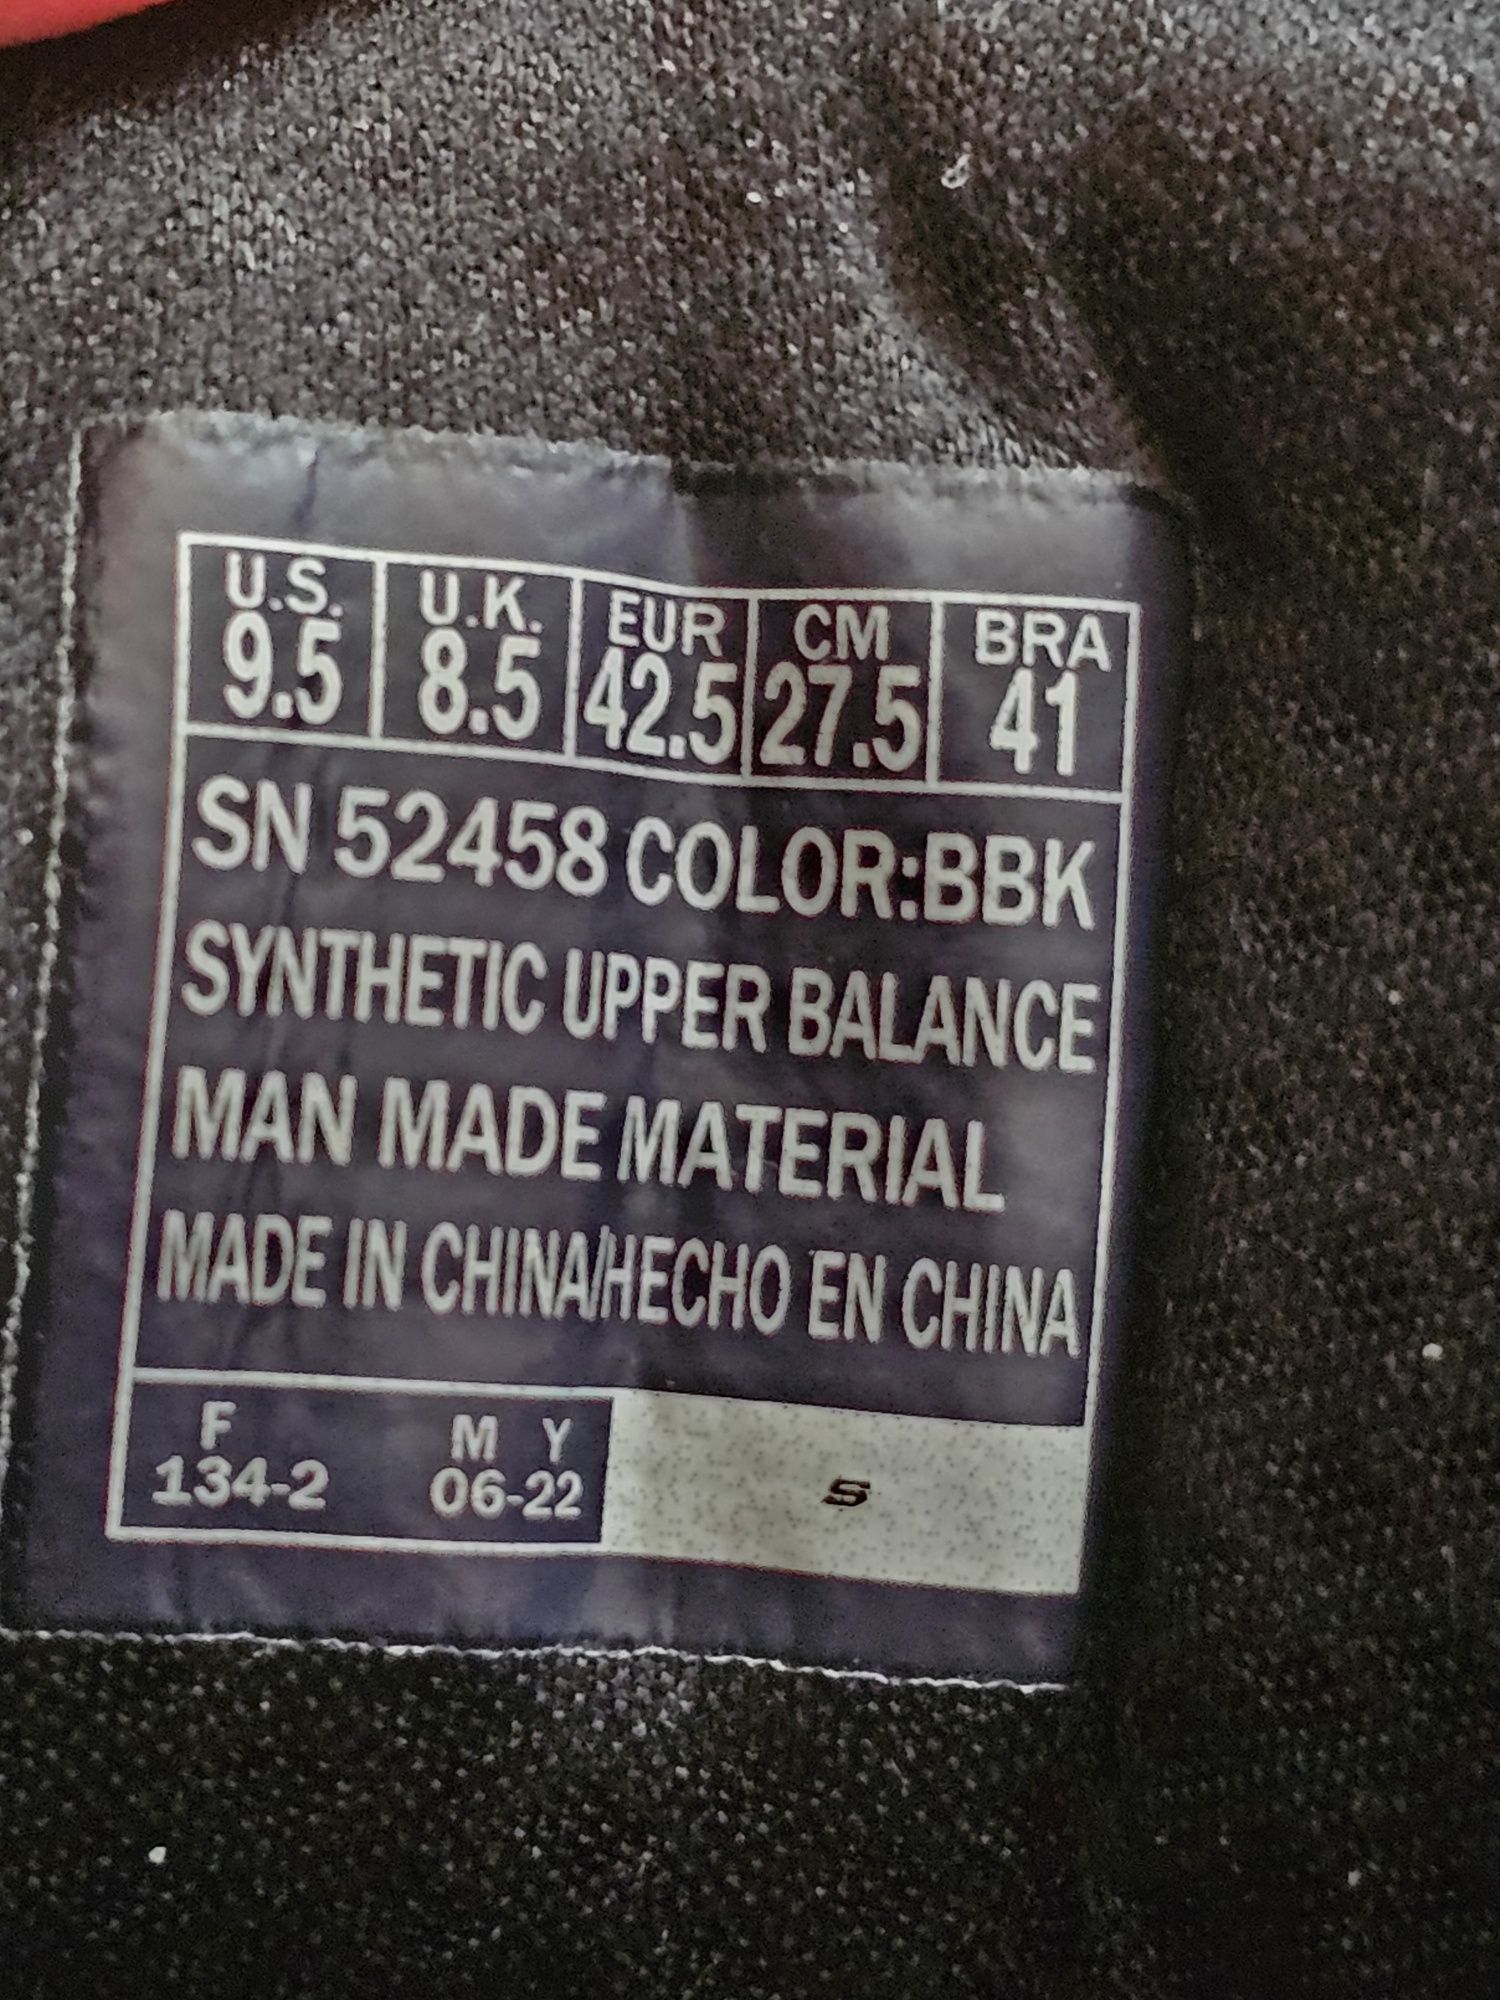 U.S. U.K. EUR CM BRA
9.5 8.5 42.5 27.5 41
SN 52458 COLOR:BBK
SYNTHETIC UPPER BALANCE
MAN MADE MATERIAL
MADE IN CHINA/HECHO EN CHINA
F M Y
134-2 06-22
S